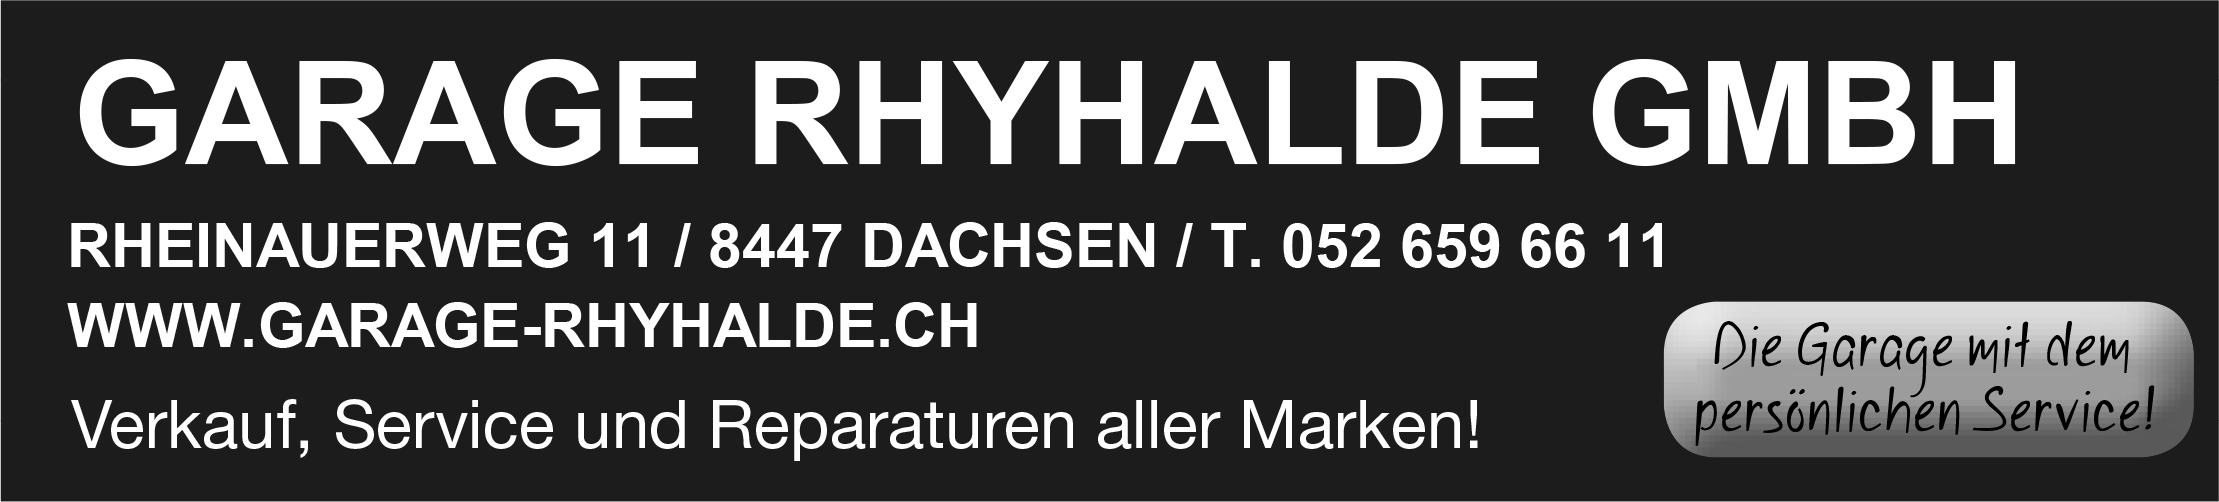 GARAGE RHYHALDE GMBH
RHEINAUERWEG 11 / 8447 DACHSEN / T. 052 659 66 11
WWW.GARAGE-RHYHALDE.CH
Verkauf, Service und Reparaturen aller Marken!
Die Garage mit dem
persönlichen Service!